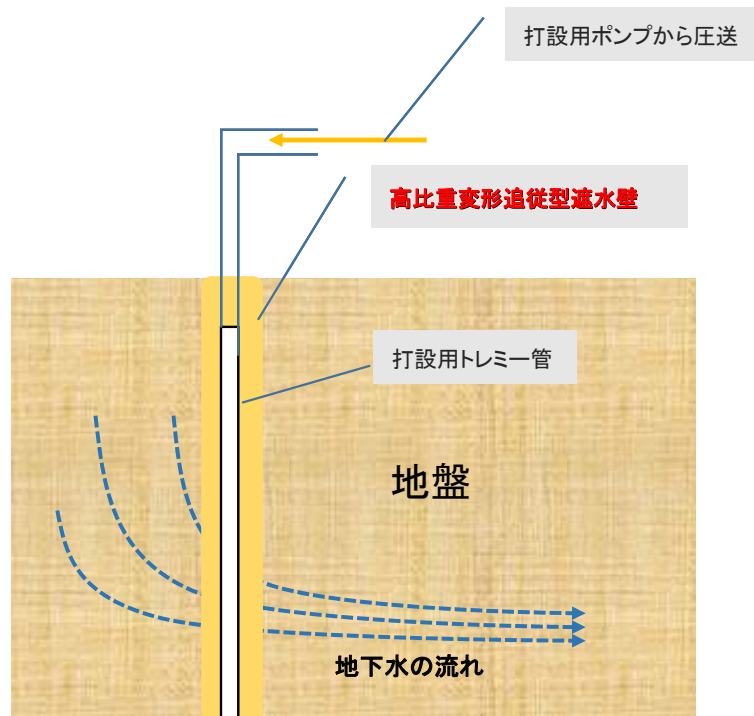 打設用ポンプから圧送
高比重変形追従型遮水壁
打設用トレミー管
地盤
地下水の流れ